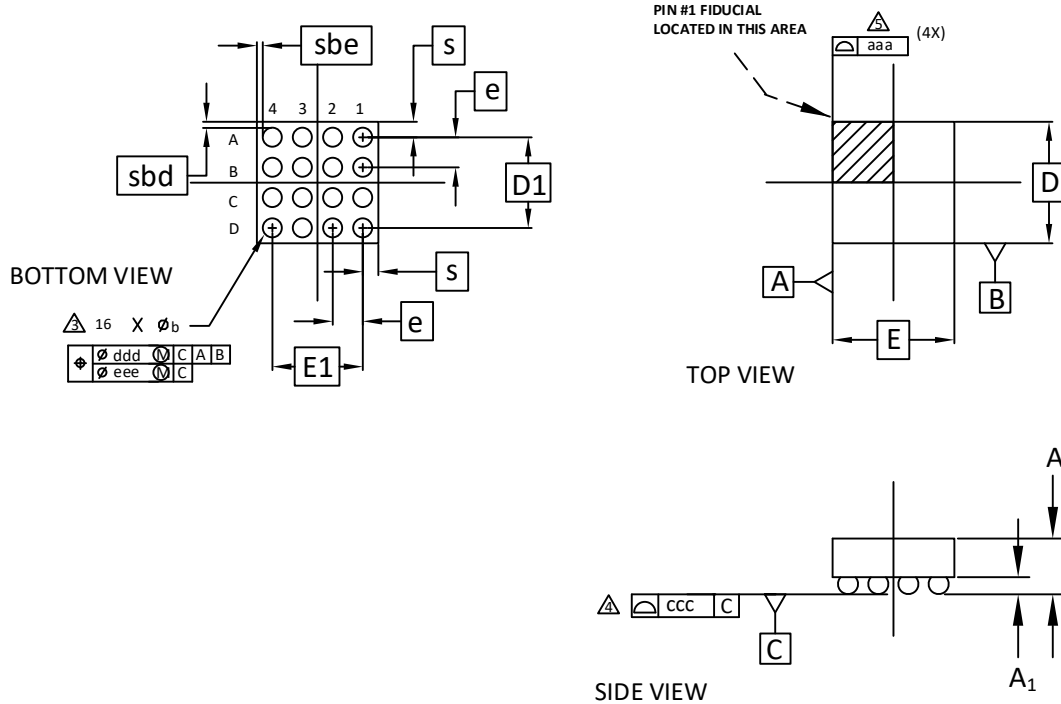 sbe
s
e
4 3 2 1
A
B
C
D
sbd
D1
s
e
E1
BOTTOM VIEW
3 16 X øb
ø ddd Ⓜ C A B
ø eee Ⓜ C
PIN #1 FIDUCIAL
LOCATED IN THIS AREA
5
aaa (4X)
D
A
B
E
TOP VIEW
A
4 ccc C
C
A1
SIDE VIEW